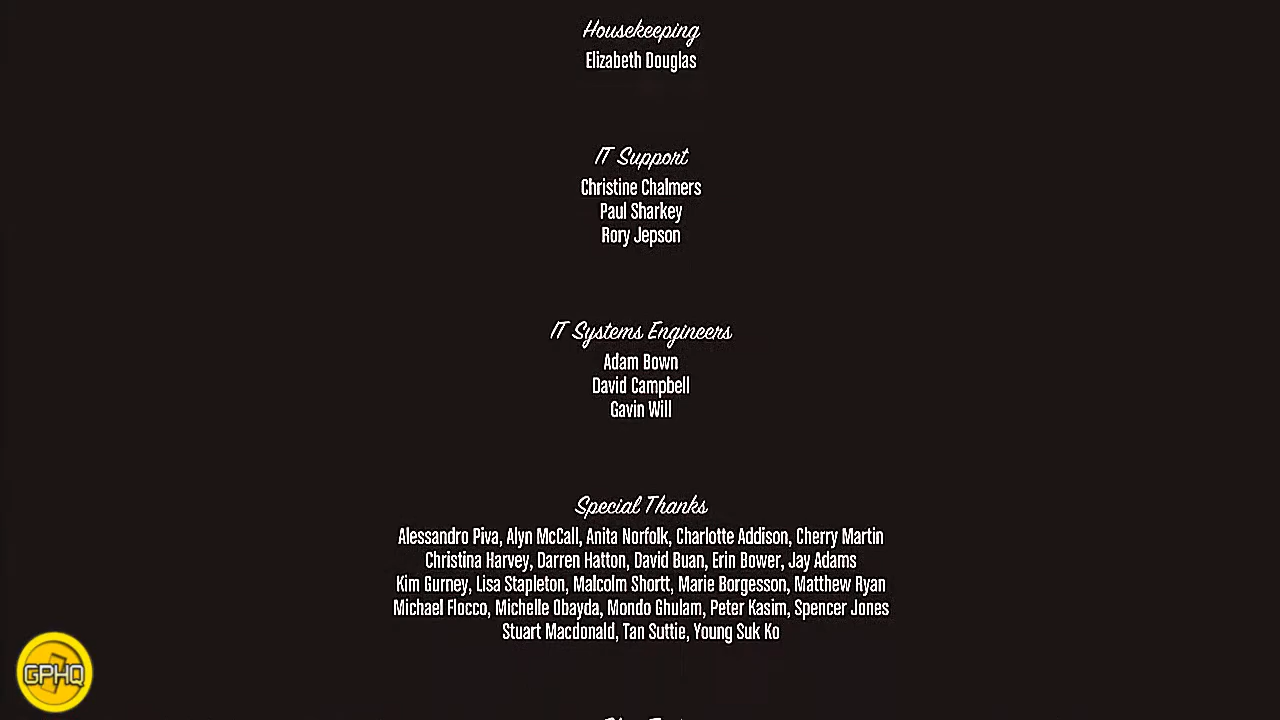 Housekeeping
Elizabeth Douglas
IT Support
Christine Chalmers
Paul Sharkey
Rory Jepson
IT Systems Engineers
Adam Bown
David Campbell
Gavin Will
Special Thanks
Alessandro Piva, Alyn McCall, Anita Norfolk, Charlotte Addison, Cherry Martin
Christina Harvey, Darren Hatton, David Buan, Erin Bower, Jay Adams
Kim Gurney, Lisa Stapleton, Malcolm Shortt, Marie Borgesson, Matthew Ryan
Michael Flocco, Michelle Obayda, Mondo Ghulam, Peter Kasim, Spencer Jones
Stuart Macdonald, Tan Suttie, Young Suk Ko
GPHQ